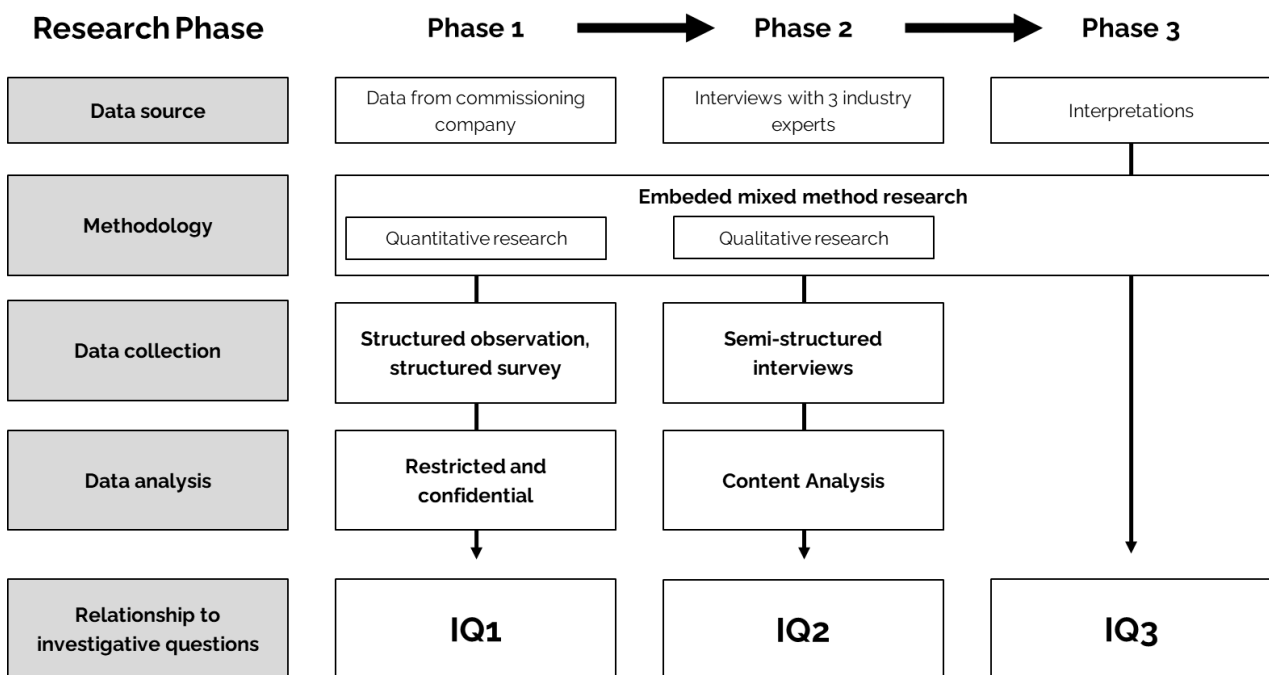 Research Phase
Phase 1
Phase 2
Phase 3
Data source
Data from commissioning
company
Interviews with 3 industry
experts
Interpretations
Methodology
Embeded mixed method research
Quantitative research
Qualitative research
Data collection
Structured observation,
structured survey
Semi-structured
interviews
Data analysis
Restricted and
confidential
Content Analysis
Relationship to
investigative questions
IQ1
IQ2
IQ3